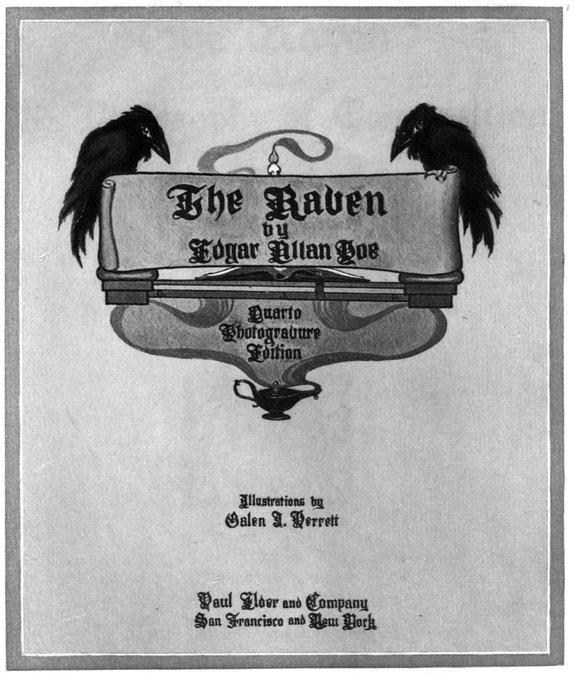 The Raven
by
Edgar Allan Poe
Quarto
Photogravure
Edition
Illustrations by
Galen J. Perrett
Paul Elder and Company
San Francisco and New York